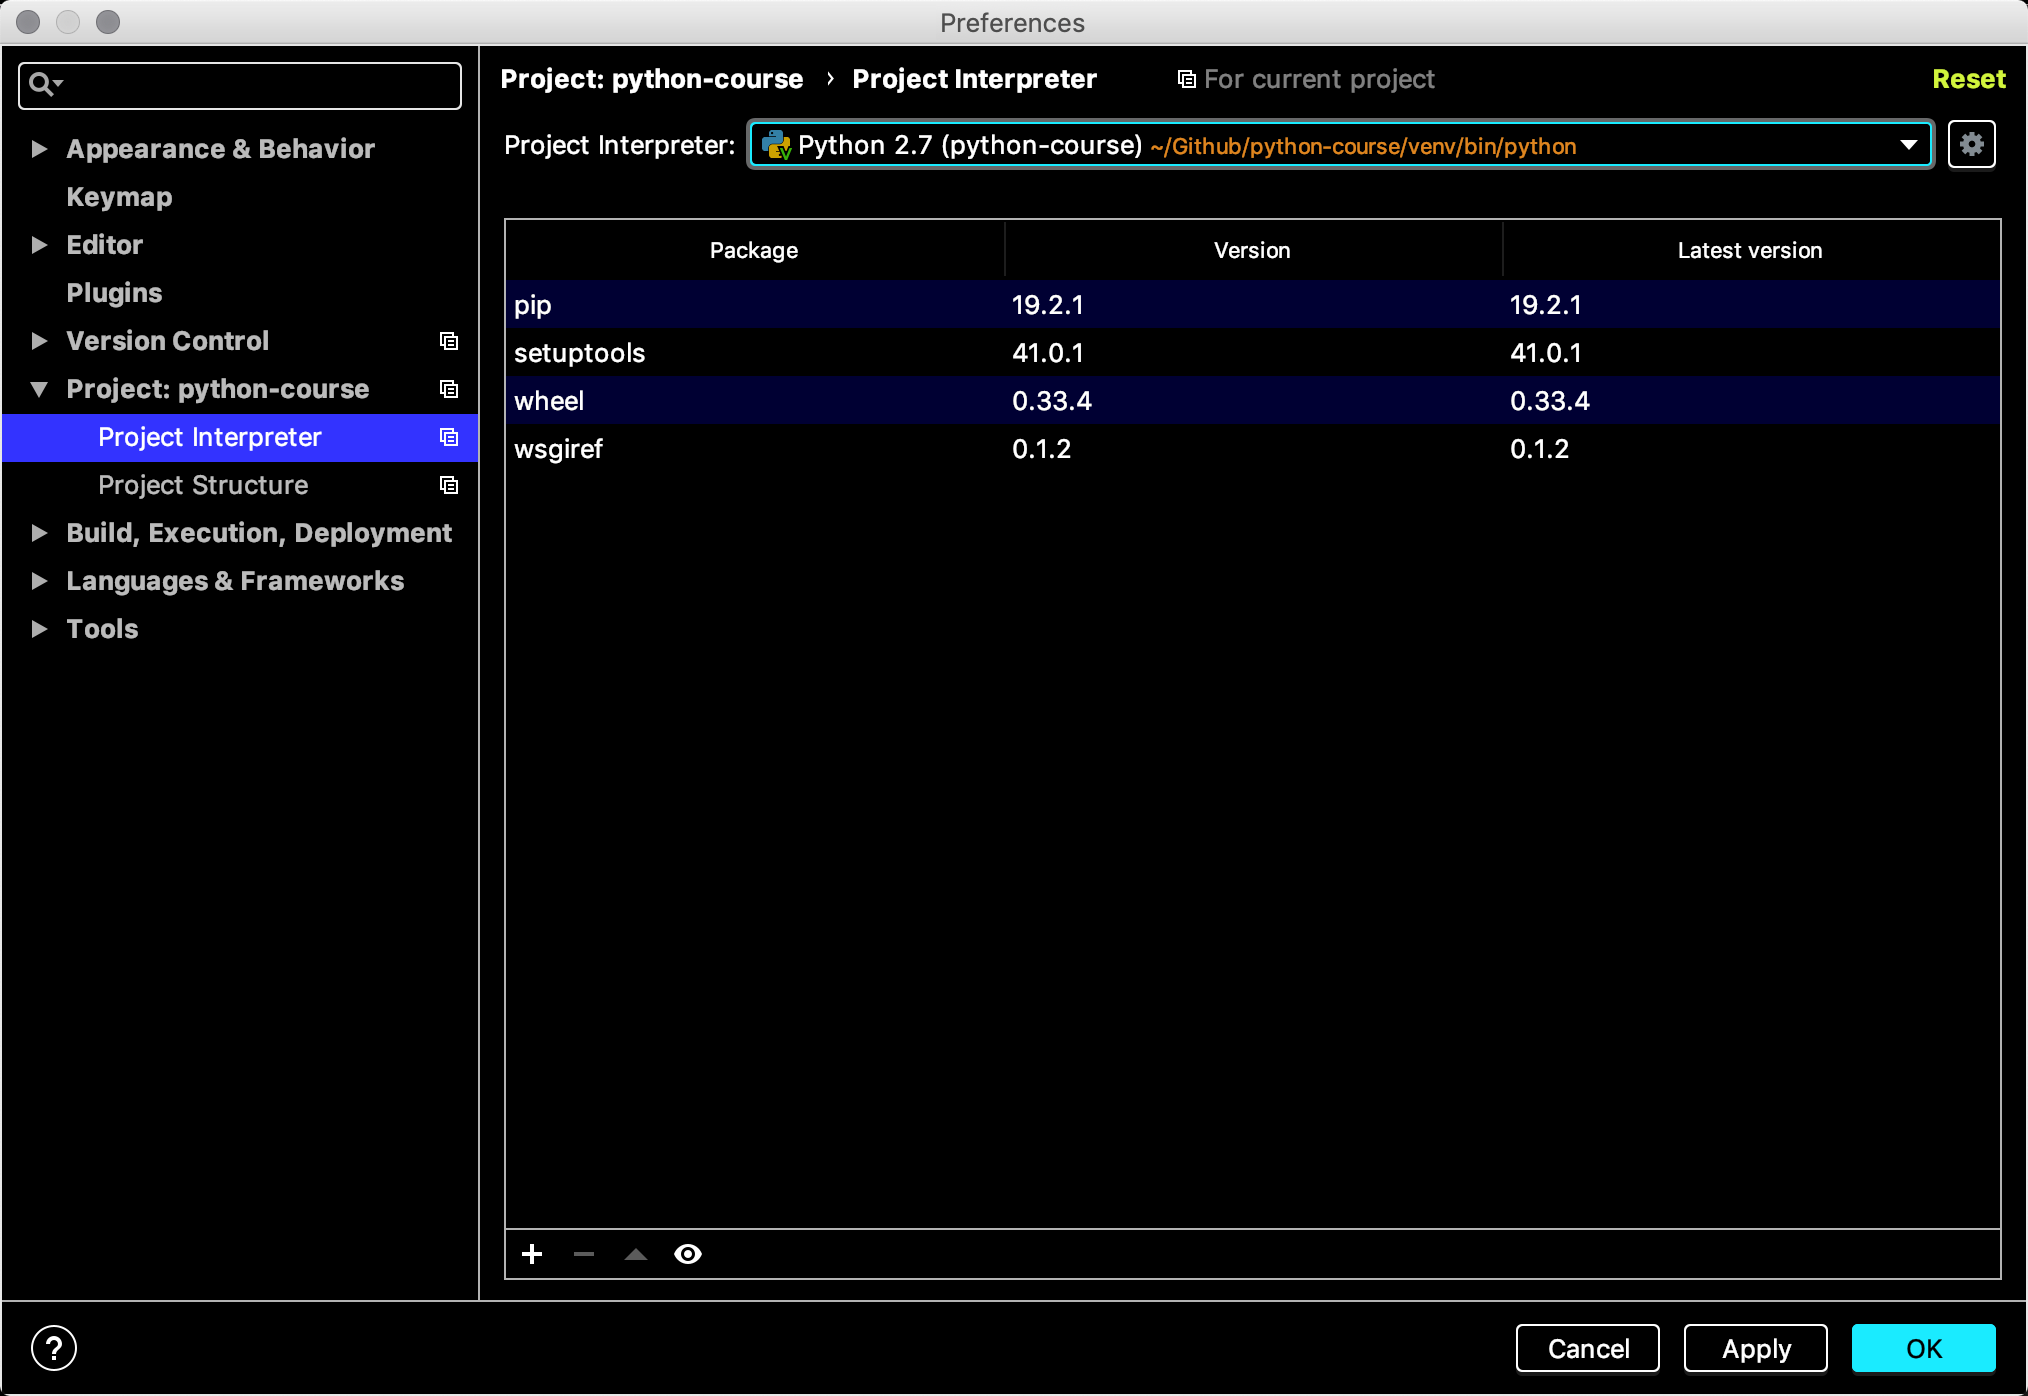 Preferences
Project: python-course › Project Interpreter For current project Reset
Project Interpreter: Python 2.7 (python-course) ~/Github/python-course/venv/bin/python
Appearance & Behavior
Keymap
Editor
Plugins
Version Control
Project: python-course
Project Interpreter
Project Structure
Build, Execution, Deployment
Languages & Frameworks
Tools
Package Version Latest version
pip 19.2.1 19.2.1
setuptools 41.0.1 41.0.1
wheel 0.33.4 0.33.4
wsgiref 0.1.2 0.1.2
? Cancel Apply OK